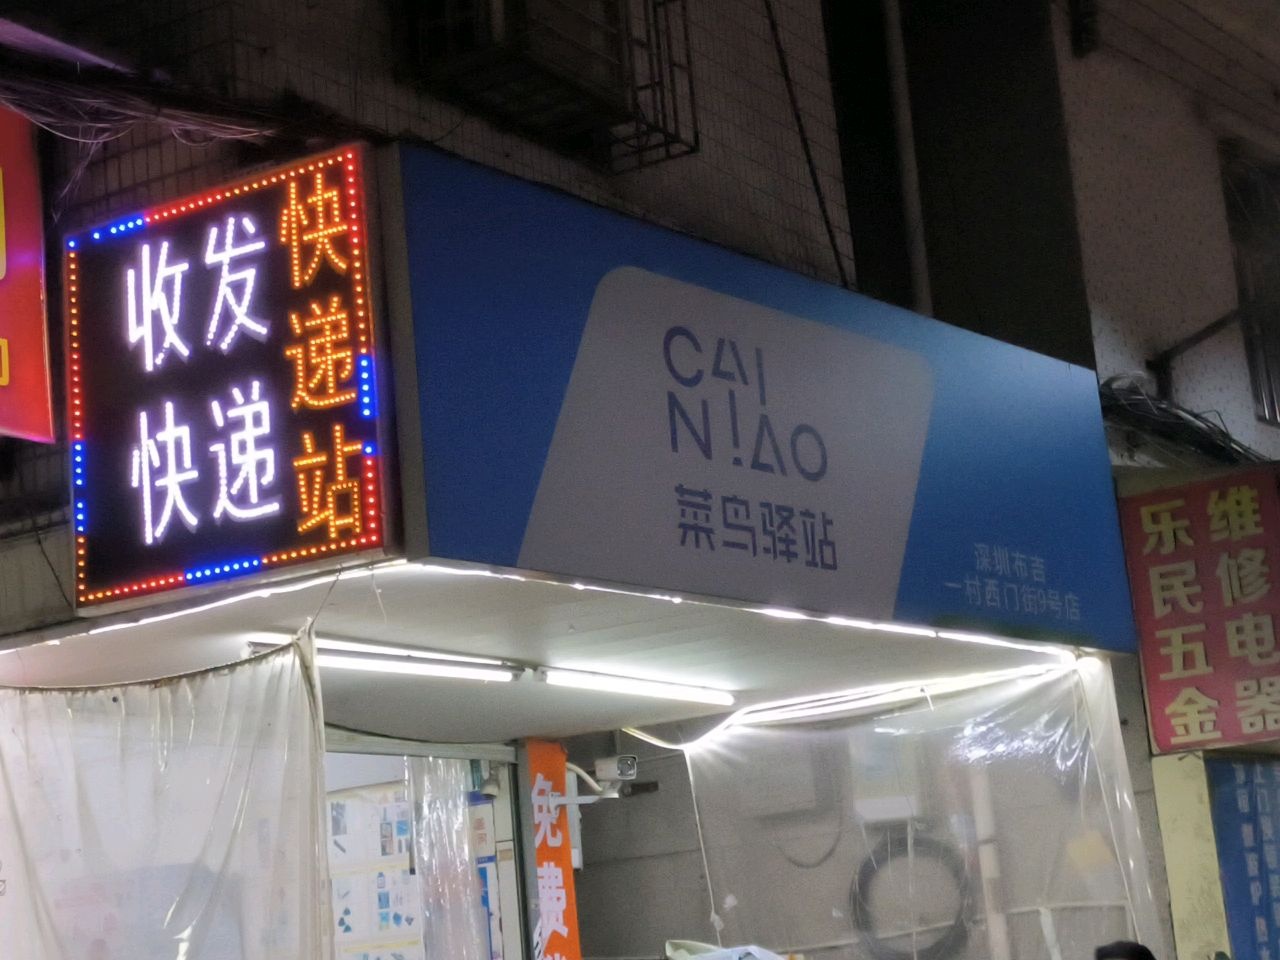 收发
快递
快递站
CAI
NIAO
菜鸟驿站
深圳布吉
一村西门街9号店
乐民五金
维修电器
免费